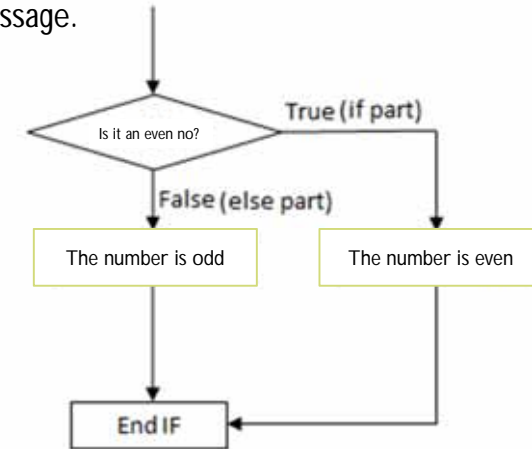 ssage.
Is it an even no?
True (if part)
False (else part)
The number is odd
The number is even
End IF